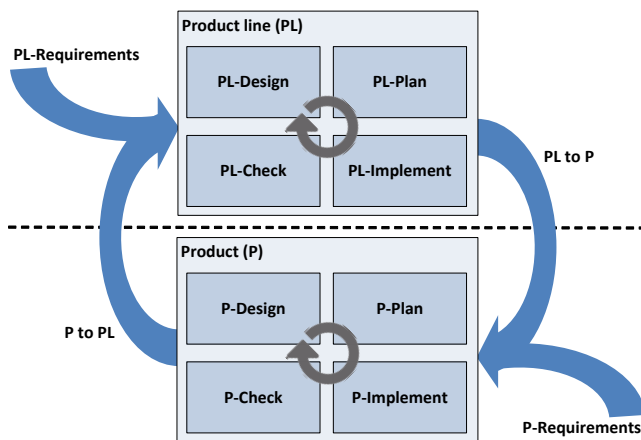 Product line (PL)
PL-Requirements
PL-Design
PL-Plan
PL-Check
PL-Implement
PL to P
Product (P)
P-Design
P-Plan
P to PL
P-Check
P-Implement
P-Requirements